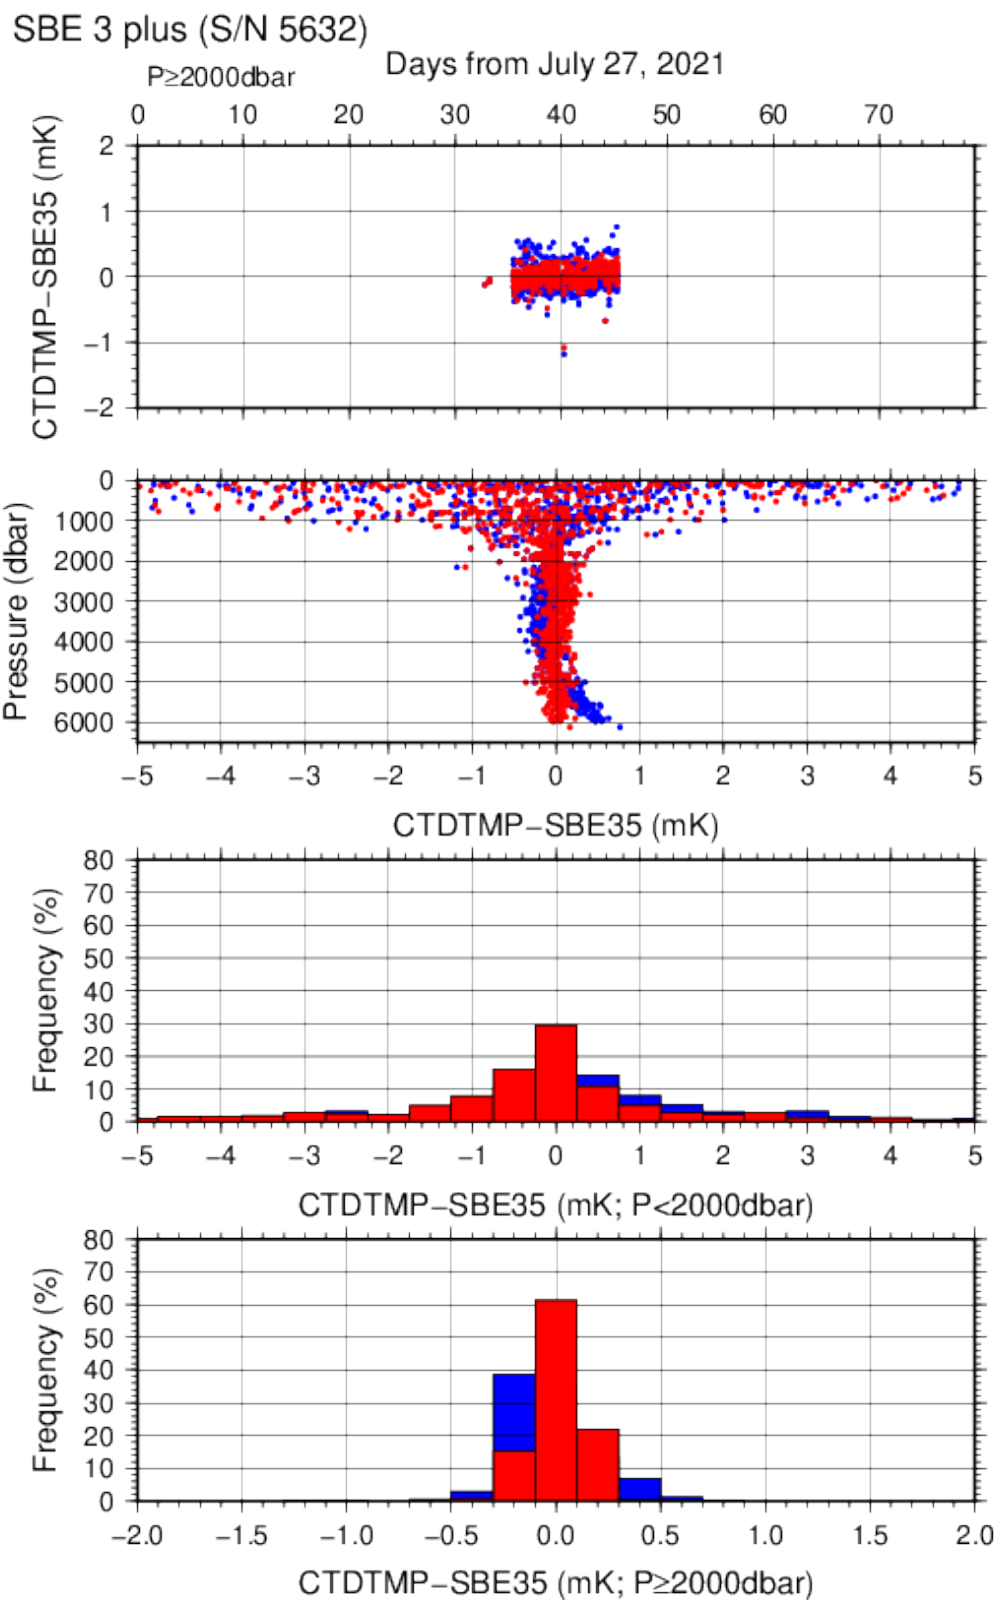 SBE 3 plus (S/N 5632)
P≥2000dbar
Days from July 27, 2021
0 10 20 30 40 50 60 70
CTDTMP−SBE35 (mK)
2
1
0
−1
−2
Pressure (dbar)
0
1000
2000
3000
4000
5000
6000
−5 −4 −3 −2 −1 0 1 2 3 4 5
CTDTMP−SBE35 (mK)
Frequency (%)
80
70
60
50
40
30
20
10
0
−5 −4 −3 −2 −1 0 1 2 3 4 5
CTDTMP−SBE35 (mK; P<2000dbar)
Frequency (%)
80
70
60
50
40
30
20
10
0
−2.0 −1.5 −1.0 −0.5 0.0 0.5 1.0 1.5 2.0
CTDTMP−SBE35 (mK; P≥2000dbar)